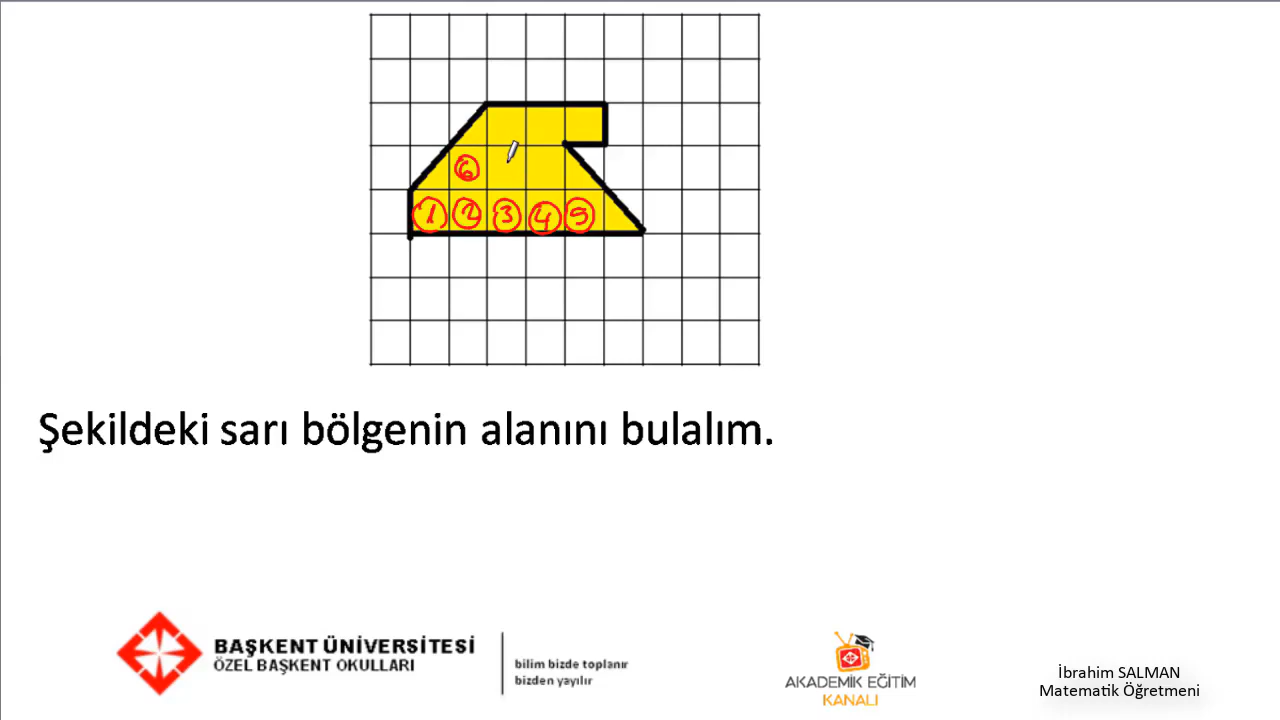 6
1 2 3 4 5
Şekildeki sarı bölgenin alanını bulalım.
BAŞKENT ÜNİVERSİTESİ
ÖZEL BAŞKENT OKULLARI
bilim bizde toplanır
bizden yayılır
AKADEMİK EĞİTİM
KANALI
İbrahim SALMAN
Matematik Öğretmeni